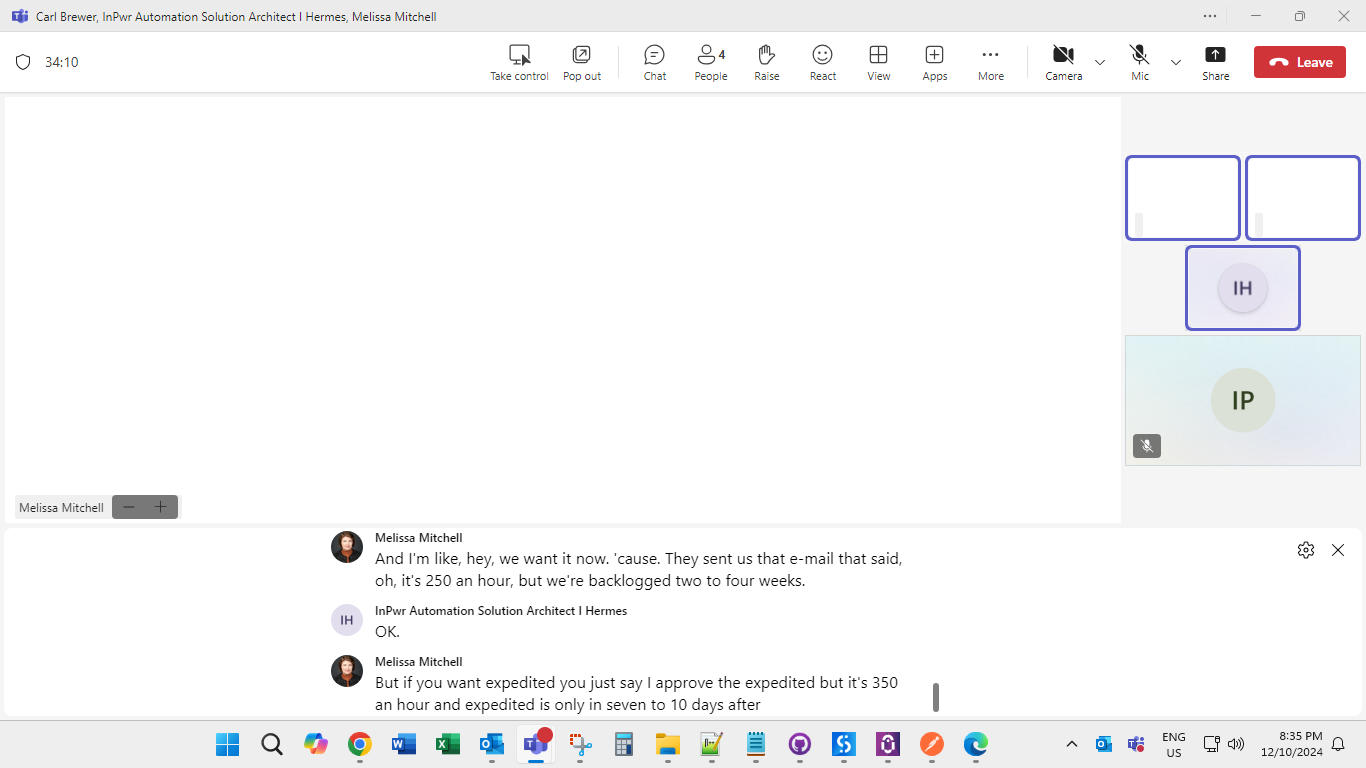 Carl Brewer, InPwr Automation Solution Architect I Hermes, Melissa Mitchell
34:10
Take control
Pop out
Chat
4
People
Raise
React
View
Apps
More
Camera
Mic
Share
Leave
IH
IP
Melissa Mitchell
Melissa Mitchell
And I'm like, hey, we want it now. 'cause. They sent us that e-mail that said,
oh, it's 250 an hour, but we're backlogged two to four weeks.
IH
InPwr Automation Solution Architect I Hermes
OK.
Melissa Mitchell
But if you want expedited you just say I approve the expedited but it's 350
an hour and expedited is only in seven to 10 days after
ENG
US
8:35 PM
12/10/2024